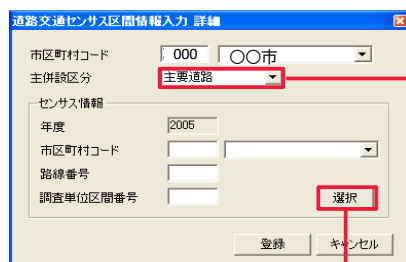 道路交通センサス区間情報入力 詳細
市区町村コード 000 〇〇市
主併設区分 主要道路
センサス情報
年度 2005
市区町村コード
路線番号
調査単位区間番号 選択
登録 キャンセル